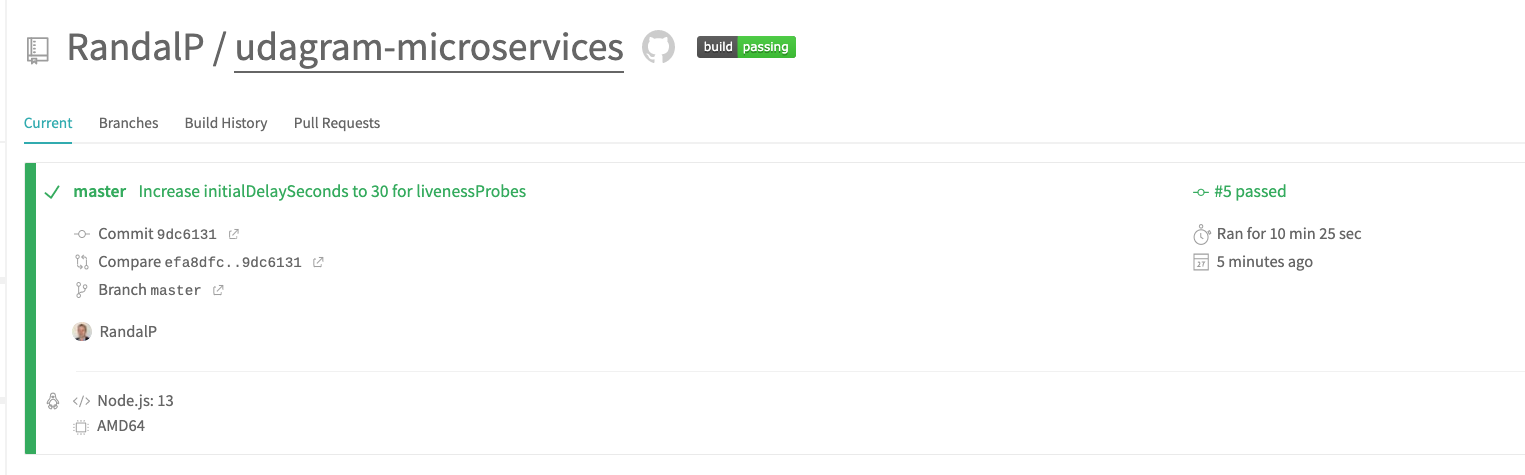 RandalP / udagram-microservices build passing
Current Branches Build History Pull Requests
master Increase initialDelaySeconds to 30 for livenessProbes
#5 passed
Commit 9dc6131
Ran for 10 min 25 sec
Compare efa8dfc..9dc6131
27 5 minutes ago
Branch master
RandalP
Node.js: 13
AMD64